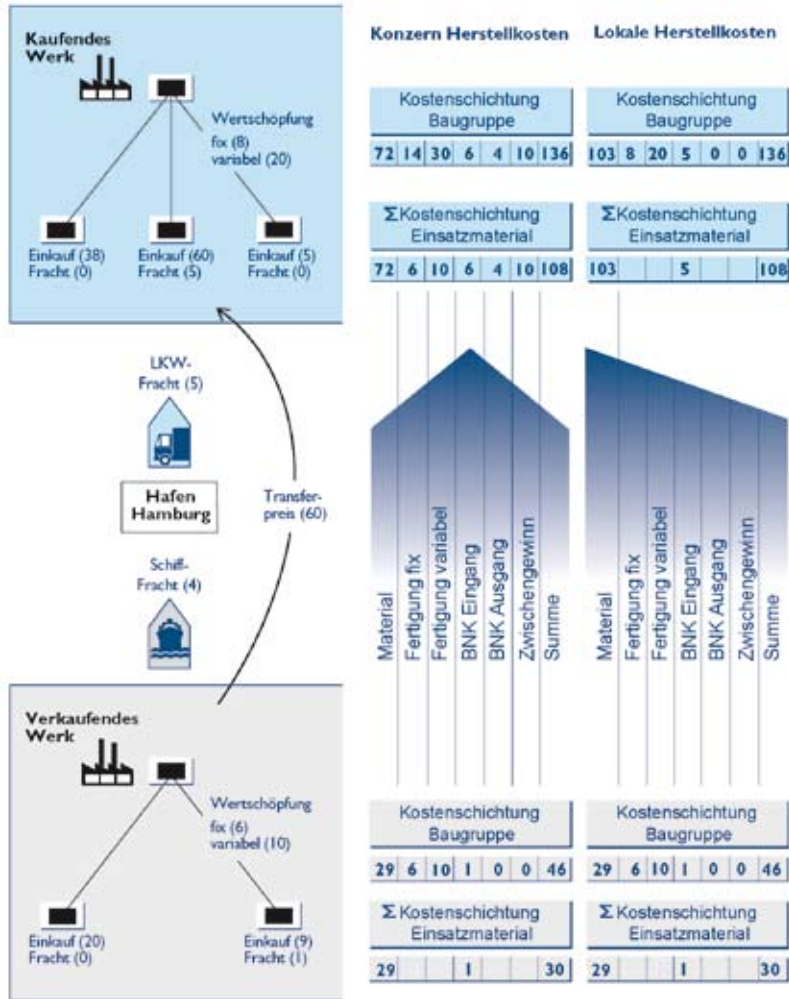 Kaufendes
Werk
Wertschöpfung
fix (8)
variabel (20)
Einkauf (38)
Fracht (0)
Einkauf (60)
Fracht (5)
Einkauf (5)
Fracht (0)
LKW-
Fracht (5)
Hafen
Hamburg
Transfer-
preis (60)
Schiff-
Fracht (4)
Verkaufendes
Werk
Wertschöpfung
fix (6)
variabel (10)
Einkauf (20)
Fracht (0)
Einkauf (9)
Fracht (1)
Konzern Herstellkosten
Kostenschichtung
Baugruppe
72 14 30 6 4 10 136
ΣKostenschichtung
Einsatzmaterial
72 6 10 6 4 10 108
Material
Fertigung fix
Fertigung variabel
BNK Eingang
BNK Ausgang
Zwischengewinn
Summe
Kostenschichtung
Baugruppe
29 6 10 1 0 0 46
Σ Kostenschichtung
Einsatzmaterial
29 1 30
Lokale Herstellkosten
Kostenschichtung
Baugruppe
103 8 20 5 0 0 136
ΣKostenschichtung
Einsatzmaterial
103 5 108
Material
Fertigung fix
Fertigung variabel
BNK Eingang
BNK Ausgang
Zwischengewinn
Summe
Kostenschichtung
Baugruppe
29 6 10 1 0 0 46
Σ Kostenschichtung
Einsatzmaterial
29 1 30